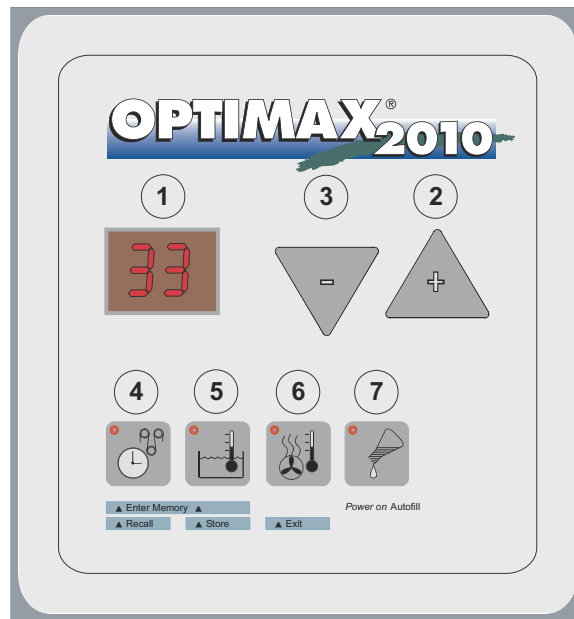 OPTIMAX® 2010
1 3 2
33 - +
4 5 6 7
▲ Enter Memory ▲
Power on Autofill
▲ Recall ▲ Store ▲ Exit